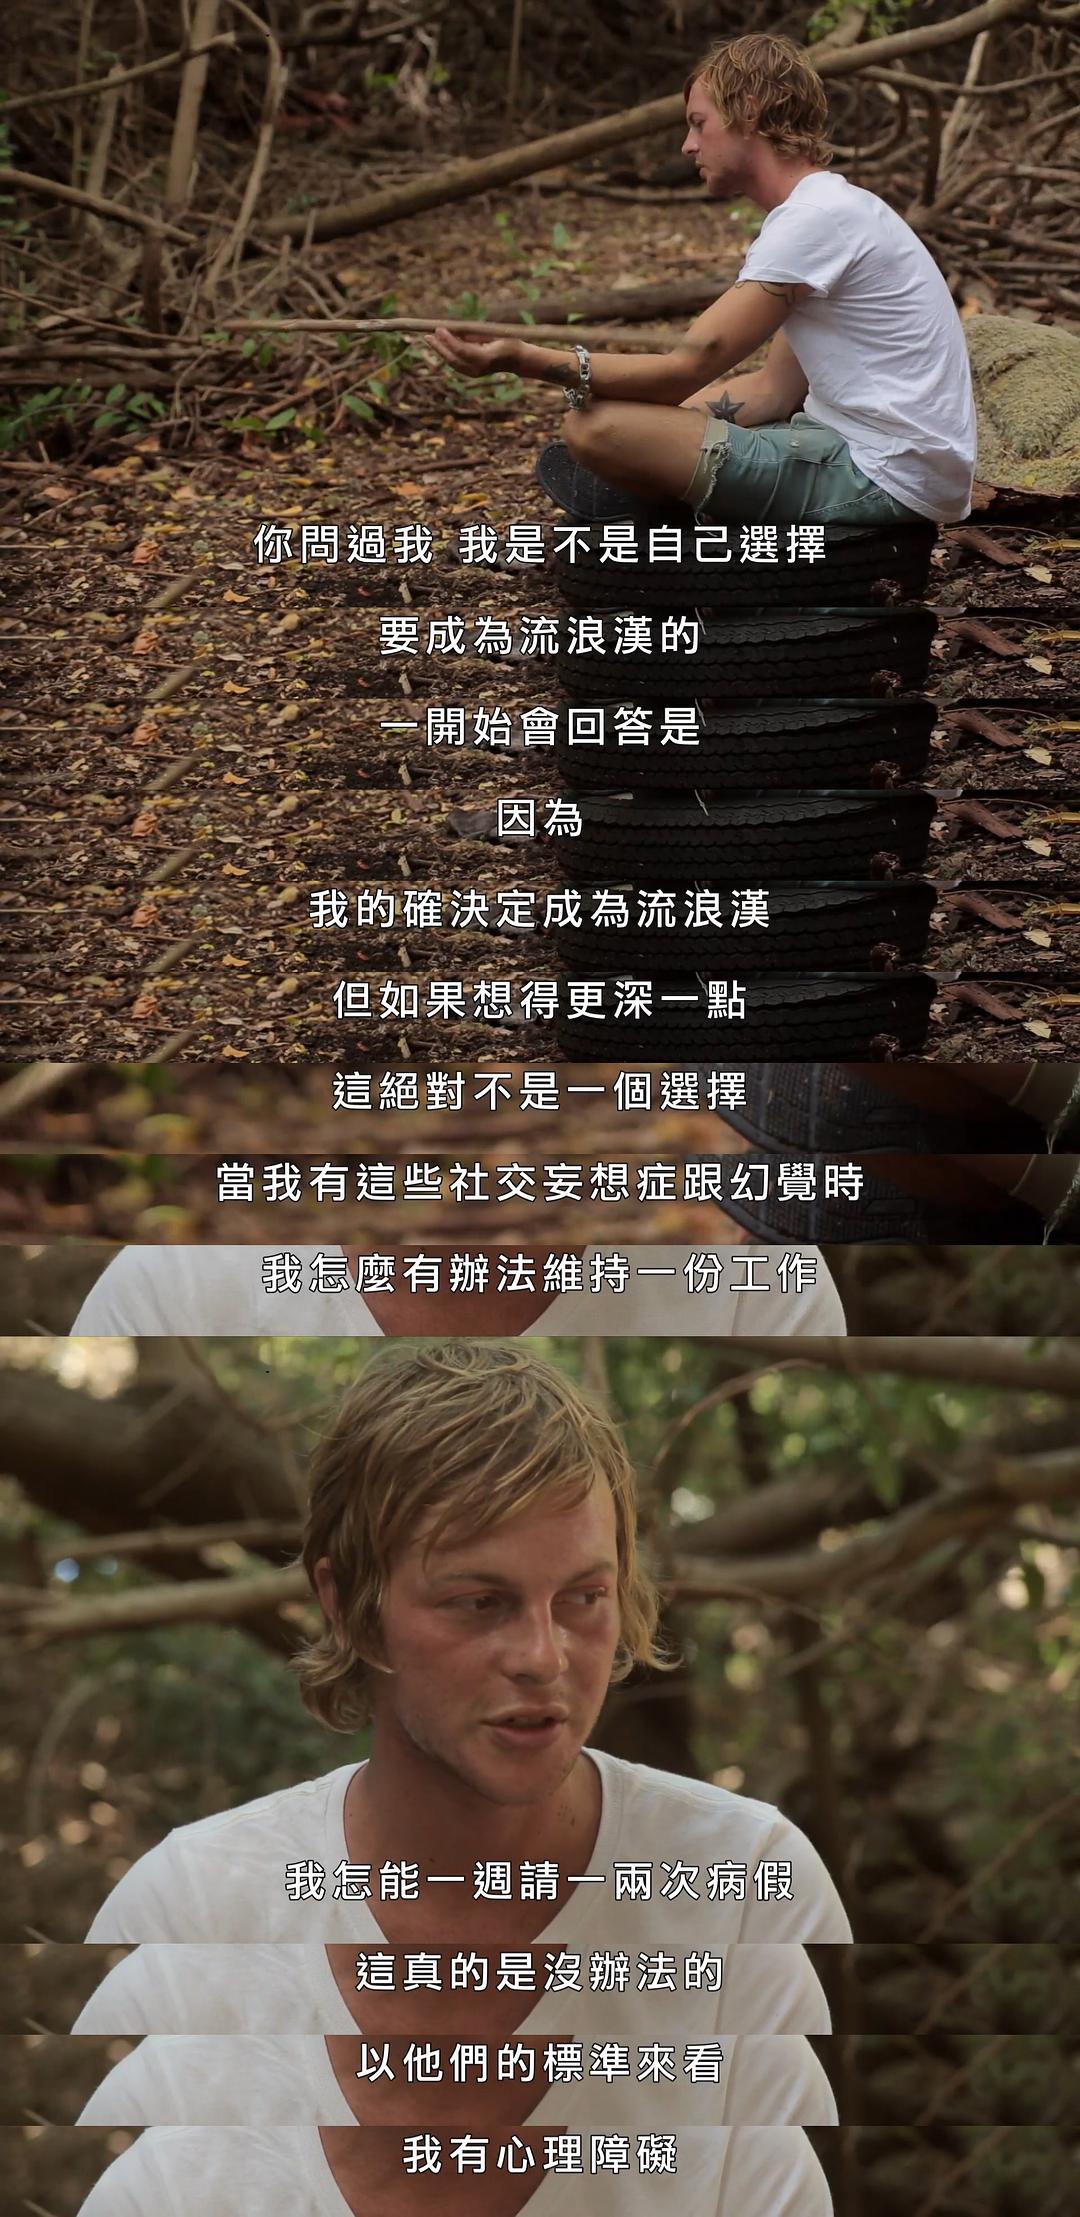 你問過我 我是不是自己選擇
要成為流浪漢的
一開始會回答是
因為
我的確決定成為流浪漢
但如果想得更深一點
這絕對不是一個選擇
當我有這些社交妄想症跟幻覺時
我怎麼有辦法維持一份工作
我怎能一週請一兩次病假
這真的是沒辦法的
以他們的標準來看
我有心理障礙